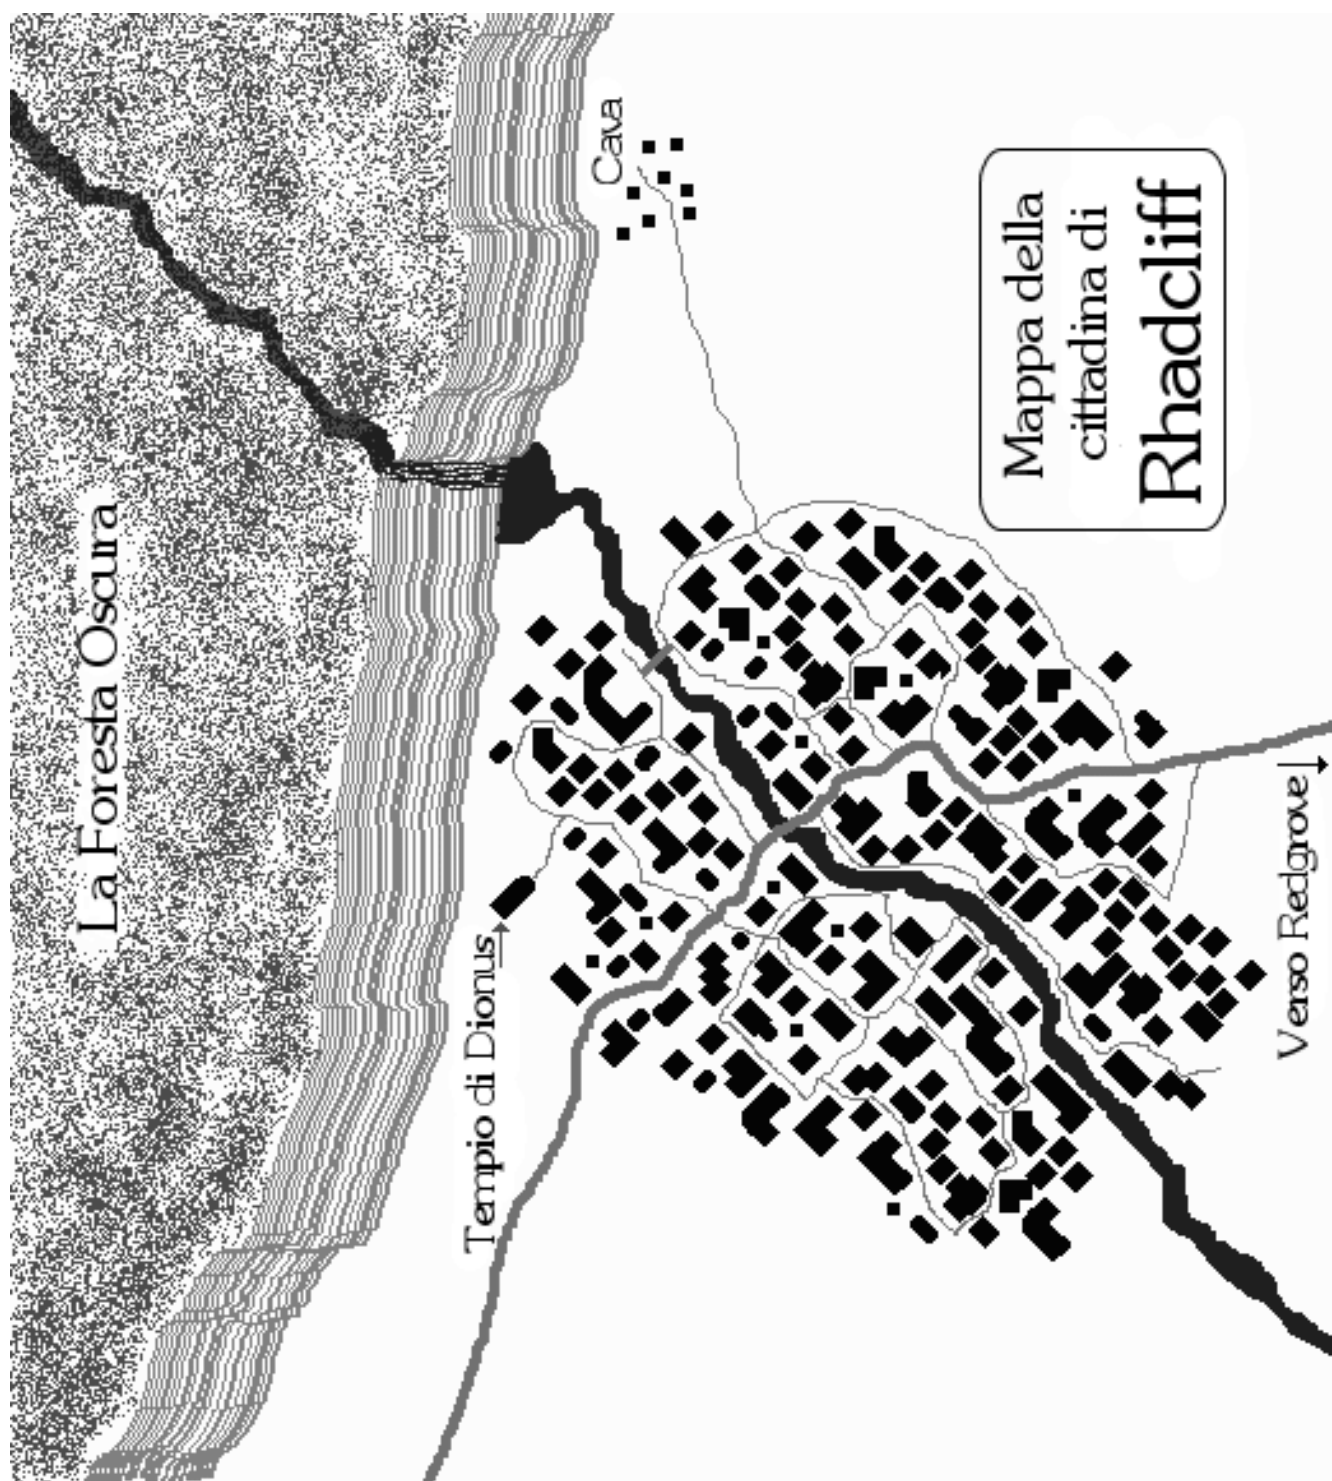 La Foresta Oscura
Cava
Mappa della
cittadina di
Rhadcliff
Tempio di Dionus
Verso Redgrove